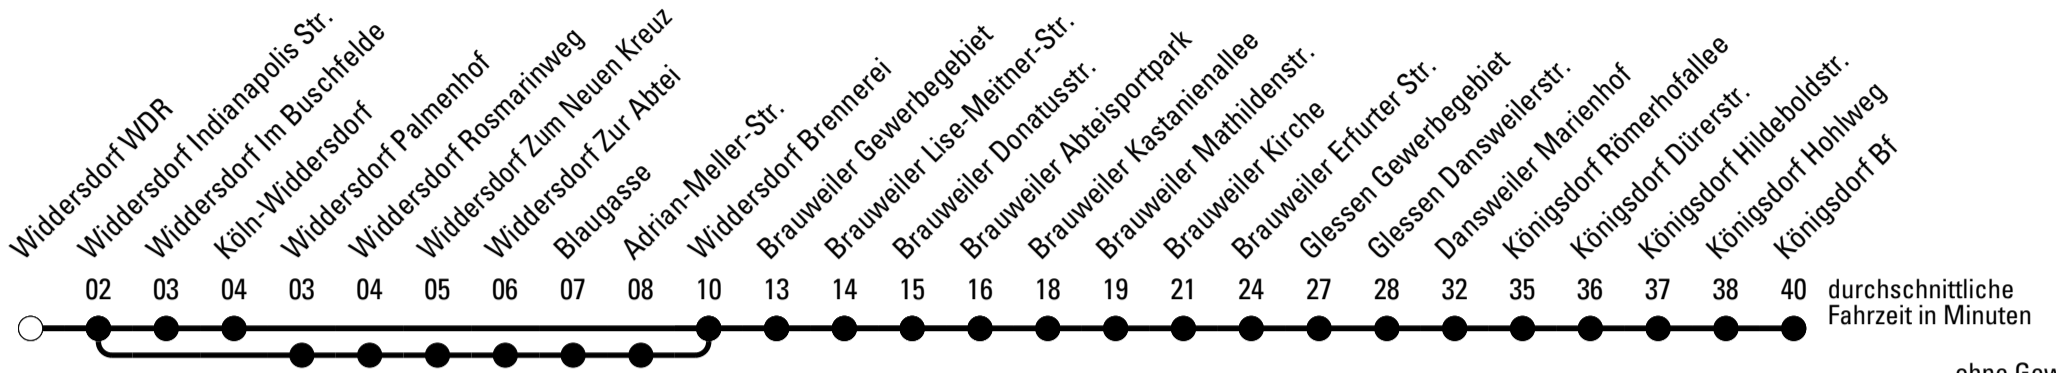 Widdersdorf WDR
Widdersdorf Indianapolis Str.
Widdersdorf Im Buschfelde
Köln-Widdersdorf
Widdersdorf Palmenhof
Widdersdorf Rosmarinweg
Widdersdorf Zum Neuen Kreuz
Widdersdorf Zur Abtei
Blaugasse
Adrian-Meller-Str.
Widdersdorf Brennerei
Brauweiler Gewerbegebiet
Brauweiler Lise-Meitner-Str.
Brauweiler Donatusstr.
Brauweiler Abteisportpark
Brauweiler Kastanienallee
Brauweiler Mathildenstr.
Brauweiler Kirche
Brauweiler Erfurter Str.
Glessen Gewerbegebiet
Glessen Dansweilerstr.
Dansweiler Marienhof
Königsdorf Römerhofallee
Königsdorf Dürerstr.
Königsdorf Hildeboldstr.
Königsdorf Hohlweg
Königsdorf Bf
02 03 04 03 04 05 06 07 08 10 13 14 15 16 18 19 21 24 27 28 32 35 36 37 38 40 durchschnittliche
Fahrzeit in Minuten